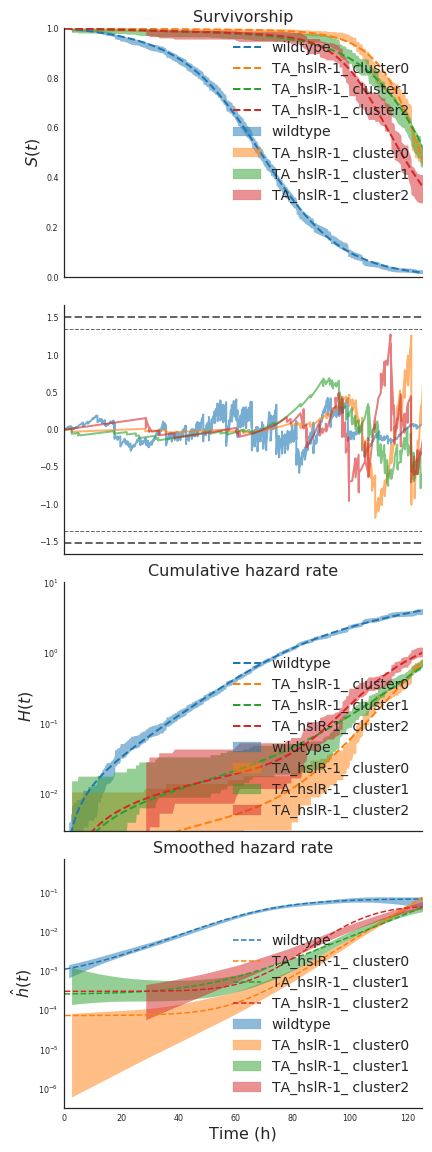 Survivorship
1.0
0.8
0.6
0.4
0.2
0.0
S(t)
wildtype
TA_hslR-1_ cluster0
TA_hslR-1_ cluster1
TA_hslR-1_ cluster2
wildtype
TA_hslR-1_ cluster0
TA_hslR-1_ cluster1
TA_hslR-1_ cluster2
1.5
1.0
0.5
0.0
−0.5
−1.0
−1.5
Cumulative hazard rate
10¹
10⁰
10⁻¹
10⁻²
H(t)
wildtype
TA_hslR-1_ cluster0
TA_hslR-1_ cluster1
TA_hslR-1_ cluster2
wildtype
TA_hslR-1_ cluster0
TA_hslR-1_ cluster1
TA_hslR-1_ cluster2
Smoothed hazard rate
10⁻¹
10⁻²
10⁻³
10⁻⁴
10⁻⁵
10⁻⁶
ĥ(t)
wildtype
TA_hslR-1_ cluster0
TA_hslR-1_ cluster1
TA_hslR-1_ cluster2
wildtype
TA_hslR-1_ cluster0
TA_hslR-1_ cluster1
TA_hslR-1_ cluster2
0 20 40 60 80 100 120
Time (h)